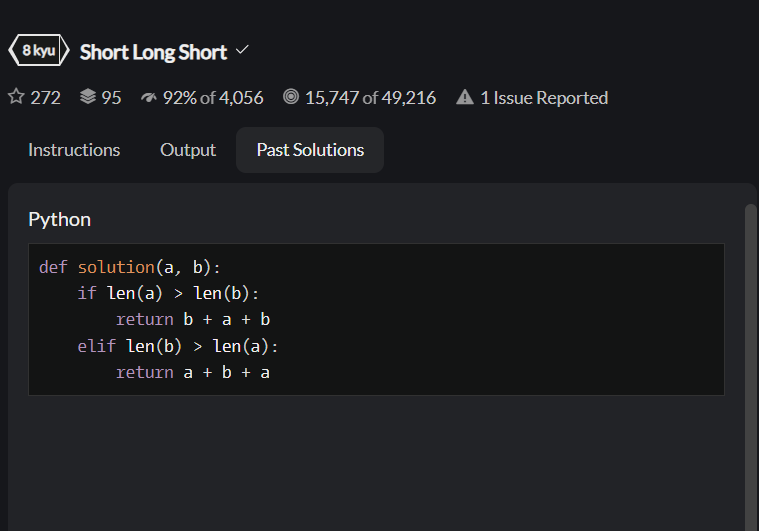 8 kyu Short Long Short
272 95 92% of 4,056 15,747 of 49,216 1 Issue Reported
Instructions Output Past Solutions
Python
def solution(a, b):
    if len(a) > len(b):
        return b + a + b
    elif len(b) > len(a):
        return a + b + a